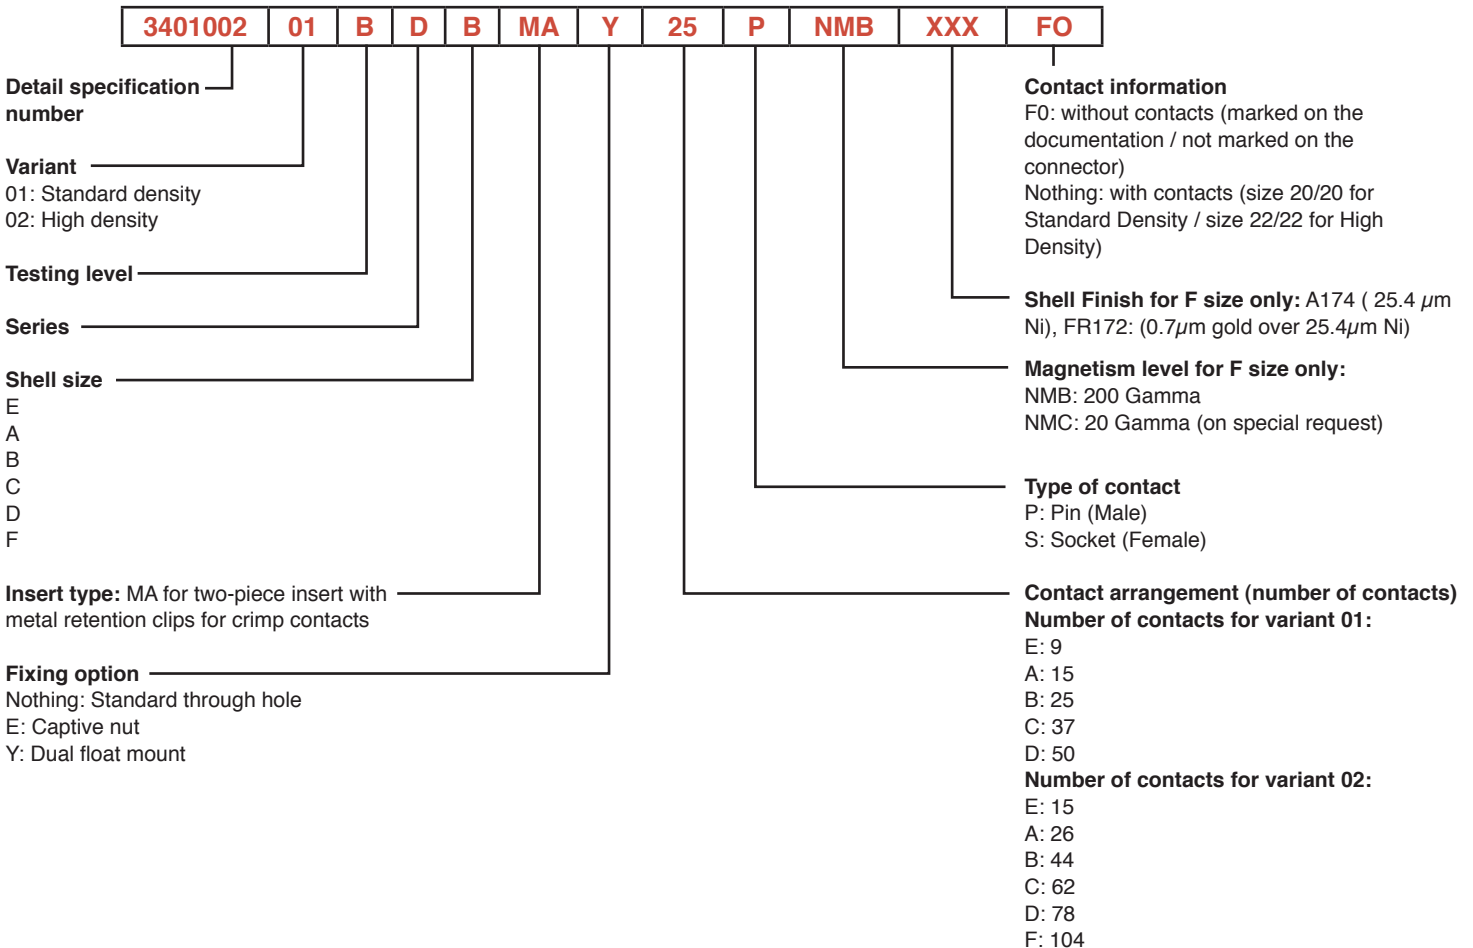 3401002 01 B D B MA Y 25 P NMB XXX FO
Detail specification
number
Variant
01: Standard density
02: High density
Testing level
Series
Shell size
E
A
B
C
D
F
Insert type: MA for two-piece insert with
metal retention clips for crimp contacts
Fixing option
Nothing: Standard through hole
E: Captive nut
Y: Dual float mount
Contact information
F0: without contacts (marked on the
documentation / not marked on the
connector)
Nothing: with contacts (size 20/20 for
Standard Density / size 22/22 for High
Density)
Shell Finish for F size only: A174 ( 25.4 µm
Ni), FR172: (0.7µm gold over 25.4µm Ni)
Magnetism level for F size only:
NMB: 200 Gamma
NMC: 20 Gamma (on special request)
Type of contact
P: Pin (Male)
S: Socket (Female)
Contact arrangement (number of contacts)
Number of contacts for variant 01:
E: 9
A: 15
B: 25
C: 37
D: 50
Number of contacts for variant 02:
E: 15
A: 26
B: 44
C: 62
D: 78
F: 104